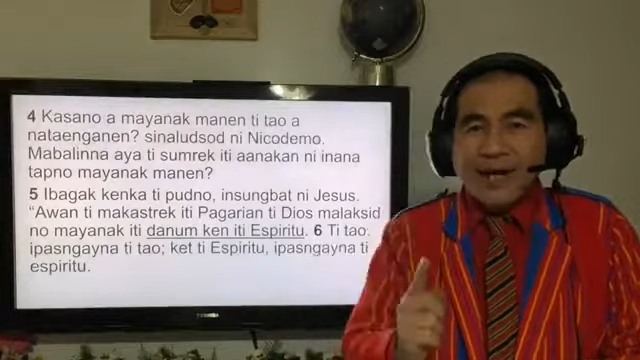 4 Kasano a mayanak manen ti tao a
nataenganen? sinaludsod ni Nicodemo.
Mabalinna aya ti sumrek iti aanakan ni inana
tapno mayanak manen?
5 Ibagak kenka ti pudno, insungbat ni Jesus.
“Awan ti makastrek iti Pagarian ti Dios malaksid
no mayanak iti danum ken iti Espiritu. 6 Ti tao
ipasngayna ti tao; ket ti Espiritu, ipasngayna ti
espiritu.
TOSHIBA